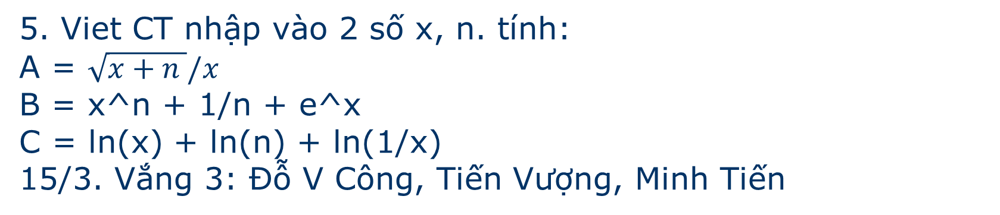 5. Viet CT nhập vào 2 số x, n. tính:
A = √(x + n) /x
B = x^n + 1/n + e^x
C = ln(x) + ln(n) + ln(1/x)
15/3. Vắng 3: Đỗ V Công, Tiến Vượng, Minh Tiến